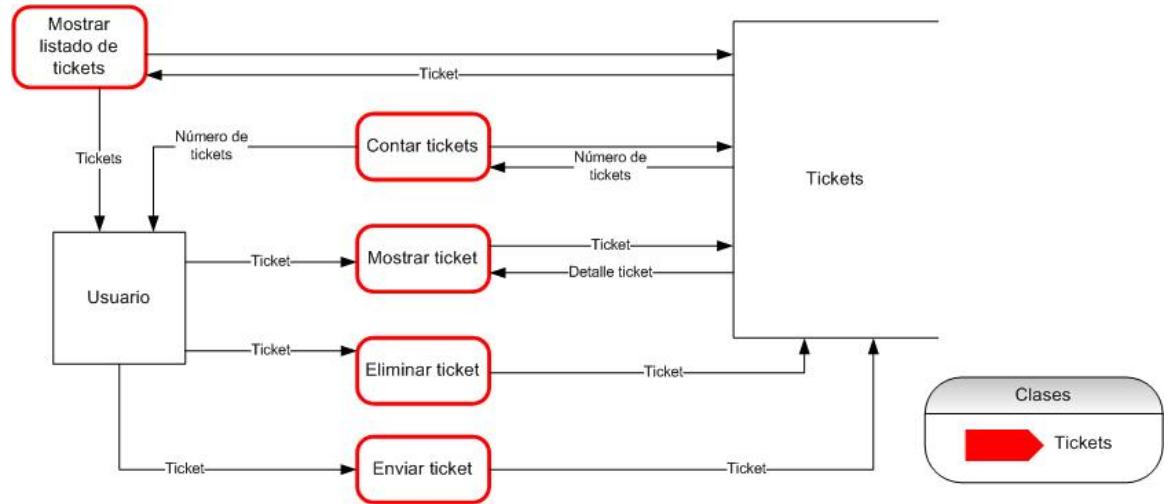 Mostrar
listado de
tickets
Ticket
Número de
tickets
Contar tickets
Tickets
Número de
tickets
Tickets
Ticket
Mostrar ticket
Ticket
Detalle ticket
Usuario
Ticket
Eliminar ticket
Ticket
Clases
Tickets
Ticket
Enviar ticket
Ticket